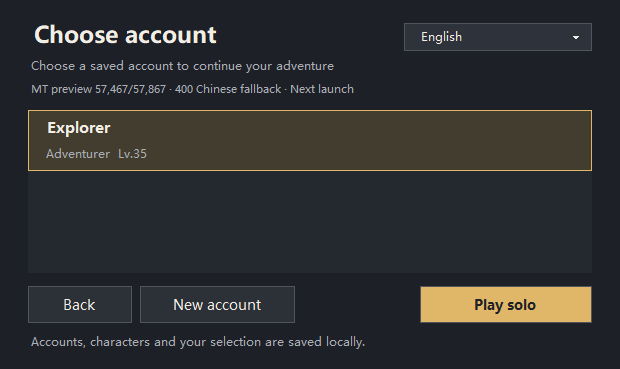 Choose account
English
Choose a saved account to continue your adventure
MT preview 57,467/57,867 · 400 Chinese fallback · Next launch
Explorer
Adventurer Lv.35
Back
New account
Play solo
Accounts, characters and your selection are saved locally.